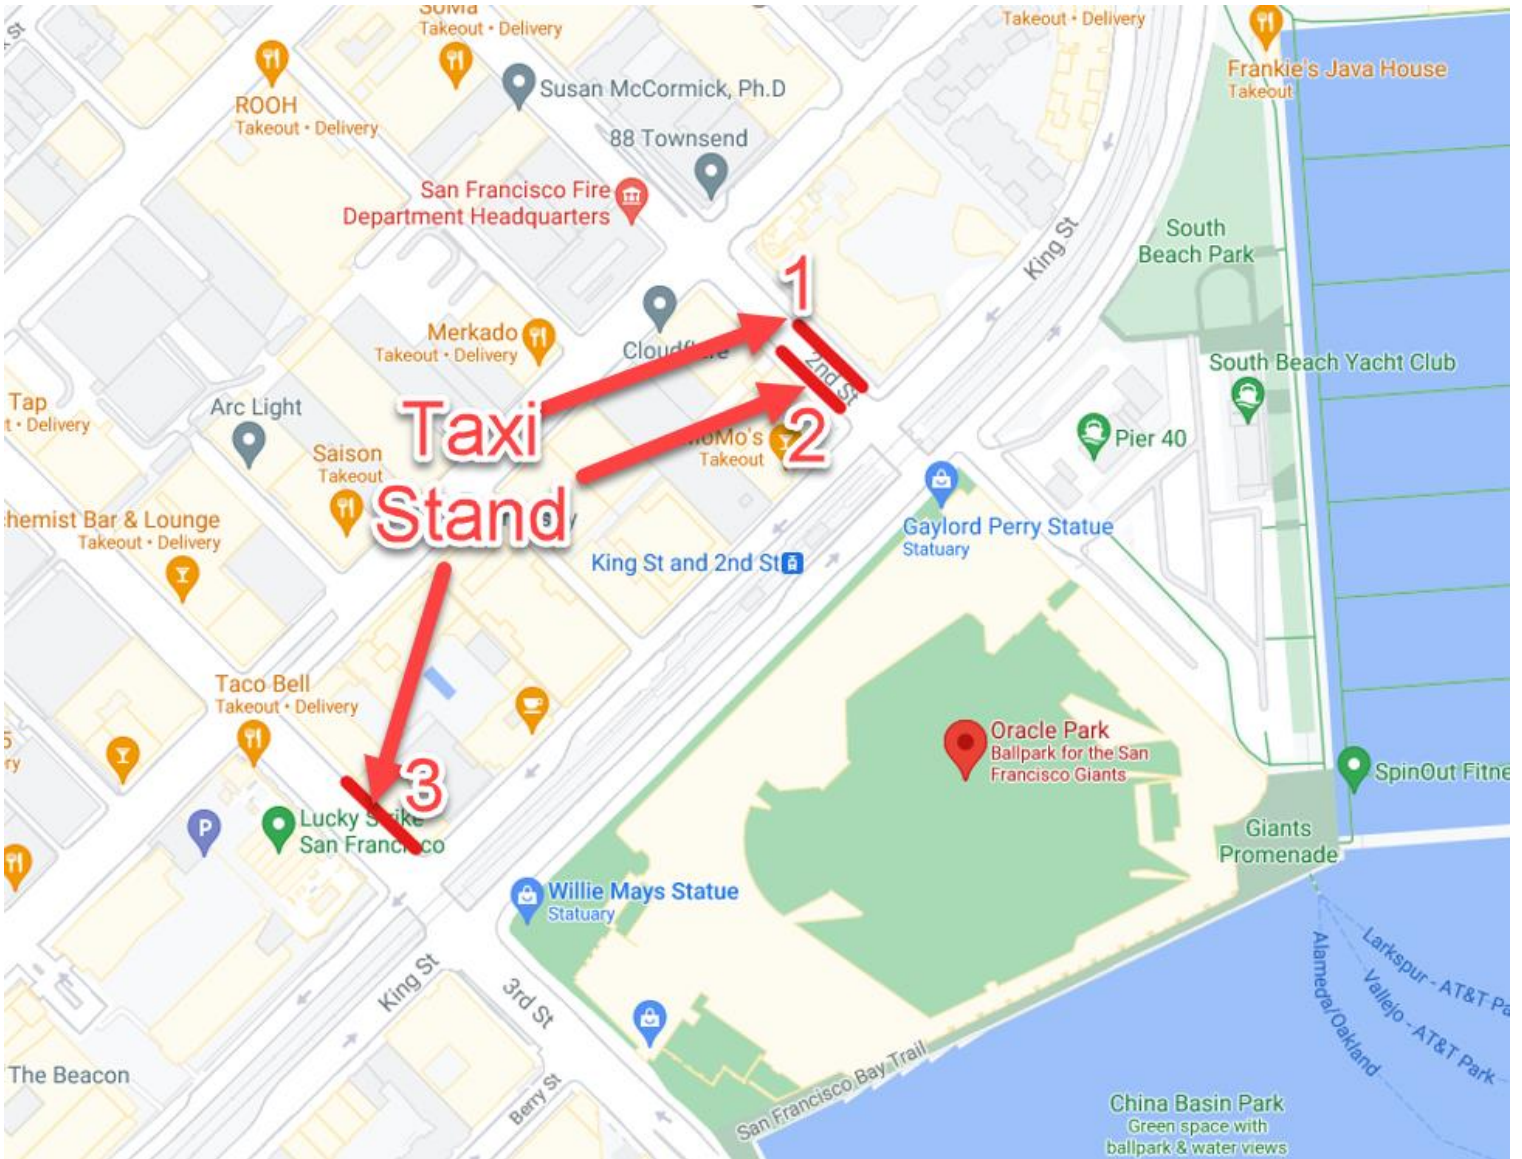 SoMa
Takeout • Delivery
Takeout • Delivery
Frankie's Java House
Takeout
ROOH
Takeout • Delivery
Susan McCormick, Ph.D
88 Townsend
San Francisco Fire
Department Headquarters
King St
South
Beach Park
1
Merkado
Takeout • Delivery
Cloudflare
2nd St
South Beach Yacht Club
Tap
t • Delivery
Arc Light
Taxi
Stand
2
MoMo's
Takeout
Pier 40
Saison
Takeout
hemist Bar & Lounge
Takeout • Delivery
Gaylord Perry Statue
Statuary
King St and 2nd St
Taco Bell
Takeout • Delivery
Oracle Park
Ballpark for the San
Francisco Giants
SpinOut Fitne
3
P
Lucky Strike
San Francisco
Giants
Promenade
Willie Mays Statue
Statuary
King St
3rd St
Larkspur - AT&T Pa
Vallejo - AT&T Park
Alameda/Oakland
The Beacon
Berry St
San Francisco Bay Trail
China Basin Park
Green space with
ballpark & water views